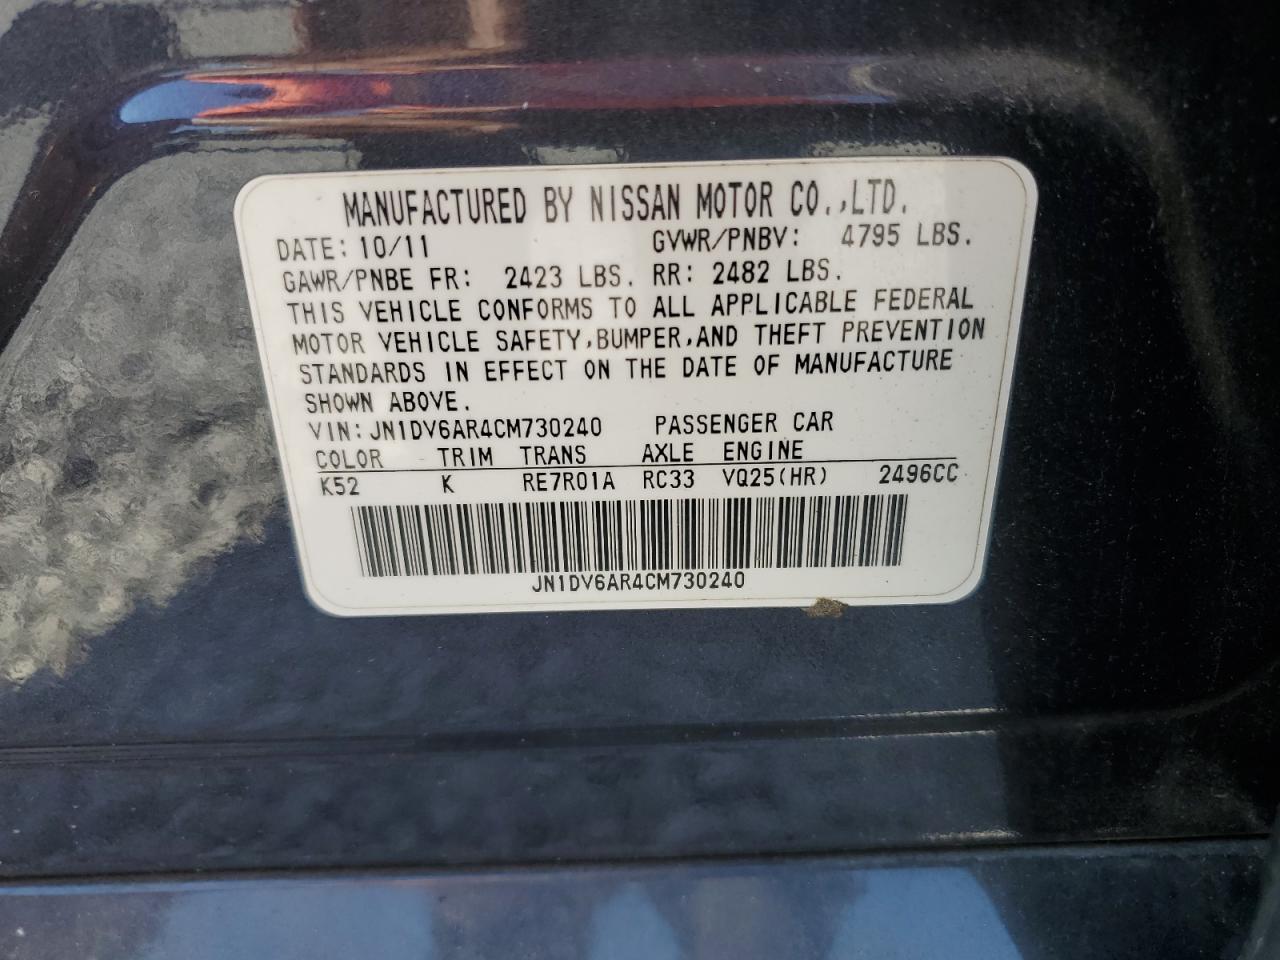 MANUFACTURED BY NISSAN MOTOR CO.,LTD.
DATE: 10/11 GVWR/PNBV: 4795 LBS.
GAWR/PNBE FR: 2423 LBS. RR: 2482 LBS.
THIS VEHICLE CONFORMS TO ALL APPLICABLE FEDERAL
MOTOR VEHICLE SAFETY,BUMPER,AND THEFT PREVENTION
STANDARDS IN EFFECT ON THE DATE OF MANUFACTURE
SHOWN ABOVE.
VIN: JN1DV6AR4CM730240 PASSENGER CAR
COLOR TRIM TRANS AXLE ENGINE
K52 K RE7R01A RC33 VQ25(HR) 2496CC
JN1DV6AR4CM730240